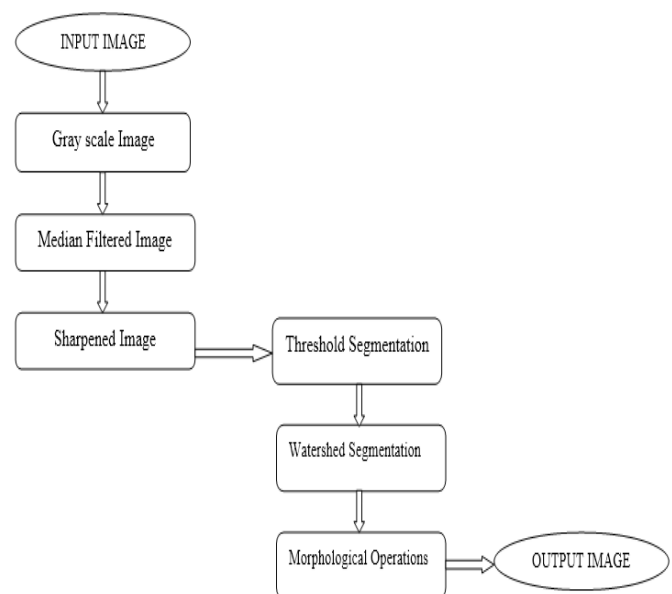 INPUT IMAGE
Gray scale Image
Median Filtered Image
Sharpened Image
Threshold Segmentation
Watershed Segmentation
Morphological Operations
OUTPUT IMAGE